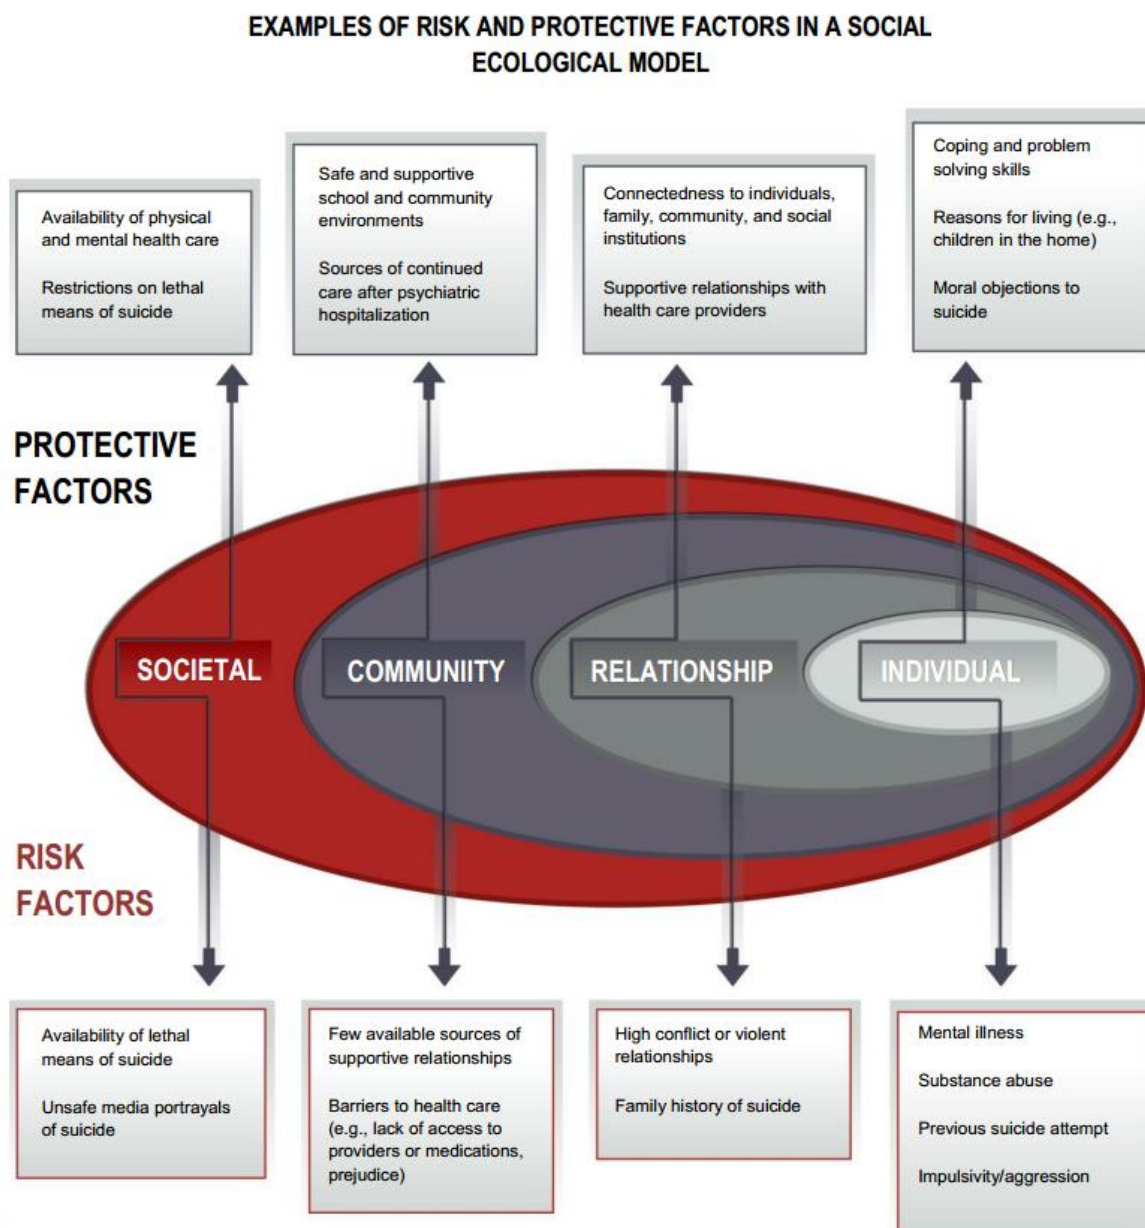 EXAMPLES OF RISK AND PROTECTIVE FACTORS IN A SOCIAL
ECOLOGICAL MODEL
Availability of physical
and mental health care
Restrictions on lethal
means of suicide
Safe and supportive
school and community
environments
Sources of continued
care after psychiatric
hospitalization
Connectedness to individuals,
family, community, and social
institutions
Supportive relationships with
health care providers
Coping and problem
solving skills
Reasons for living (e.g.,
children in the home)
Moral objections to
suicide
PROTECTIVE
FACTORS
SOCIETAL
COMMUNIITY
RELATIONSHIP
INDIVIDUAL
RISK
FACTORS
Availability of lethal
means of suicide
Unsafe media portrayals
of suicide
Few available sources of
supportive relationships
Barriers to health care
(e.g., lack of access to
providers or medications,
prejudice)
High conflict or violent
relationships
Family history of suicide
Mental illness
Substance abuse
Previous suicide attempt
Impulsivity/aggression